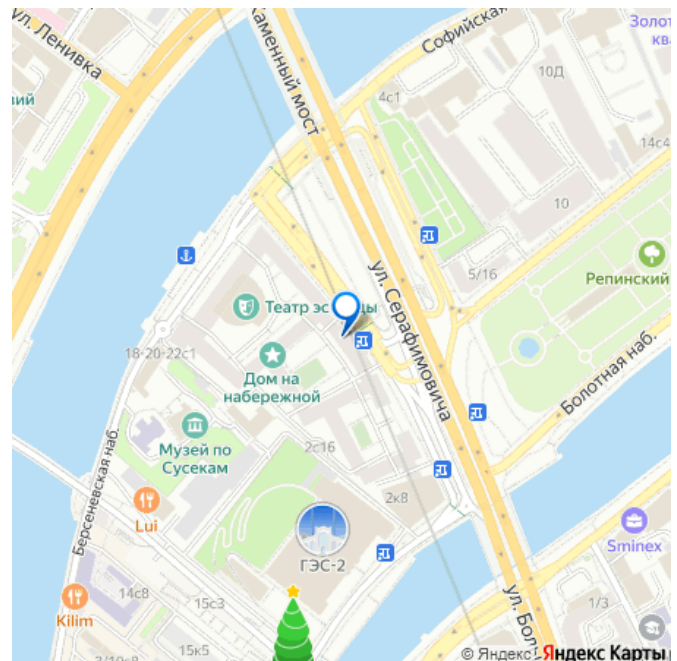 ул. Ленивка
Каменный мост
Софийская
Золот
кв
вий
10Д
4с1
14с4
10
5/16
Репинский
ул. Серафимовича
Театр эс
ды
Дом на
набережной
18-20-22с1
Музей по
Сусекам
Болотная наб.
Берсеневская наб.
2с16
2к8
Lui
ГЭС-2
Sminex
Kilim
14с8
15с3
1/3
15к5
ул. Бол
© Яндекс
Яндекс Карты